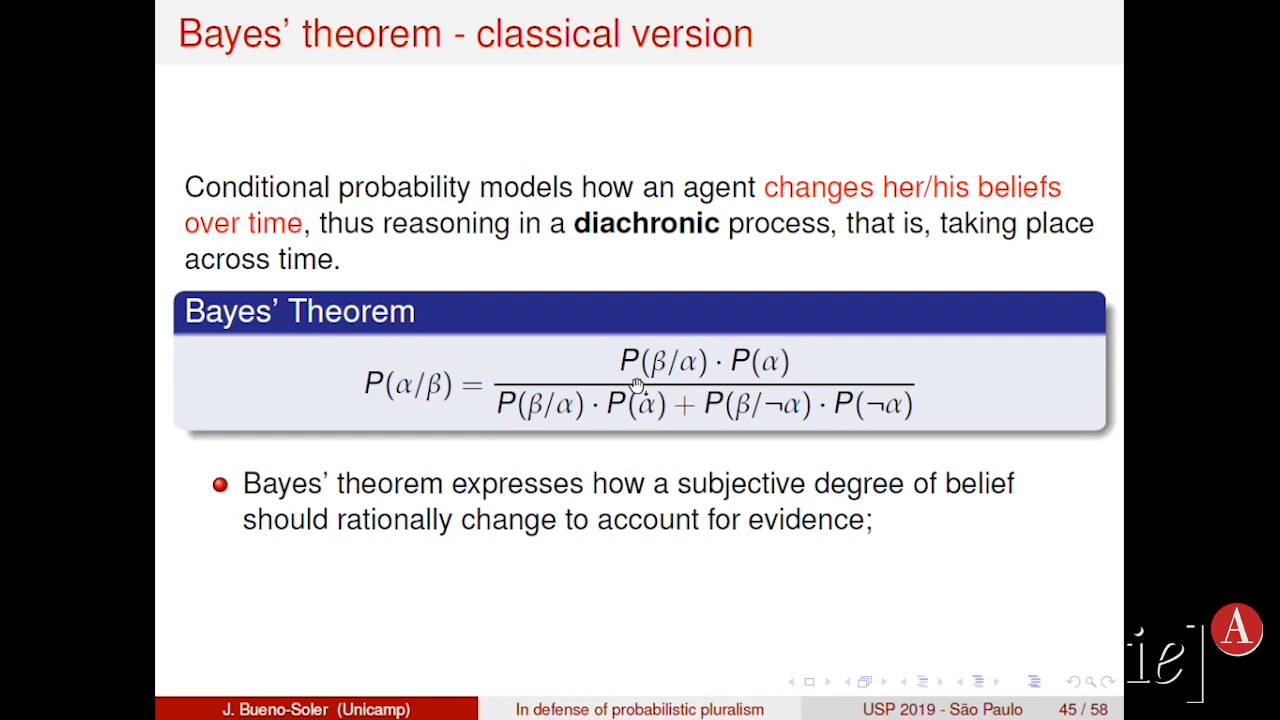 Bayes’ theorem - classical version
Conditional probability models how an agent changes her/his beliefs
over time, thus reasoning in a diachronic process, that is, taking place
across time.
Bayes’ Theorem
P(α/β) = P(β/α) · P(α)
P(β/α) · P(α) + P(β/¬α) · P(¬α)
Bayes’ theorem expresses how a subjective degree of belief
should rationally change to account for evidence;
ie]
A
J. Bueno-Soler (Unicamp) In defense of probabilistic pluralism USP 2019 - São Paulo 45 / 58